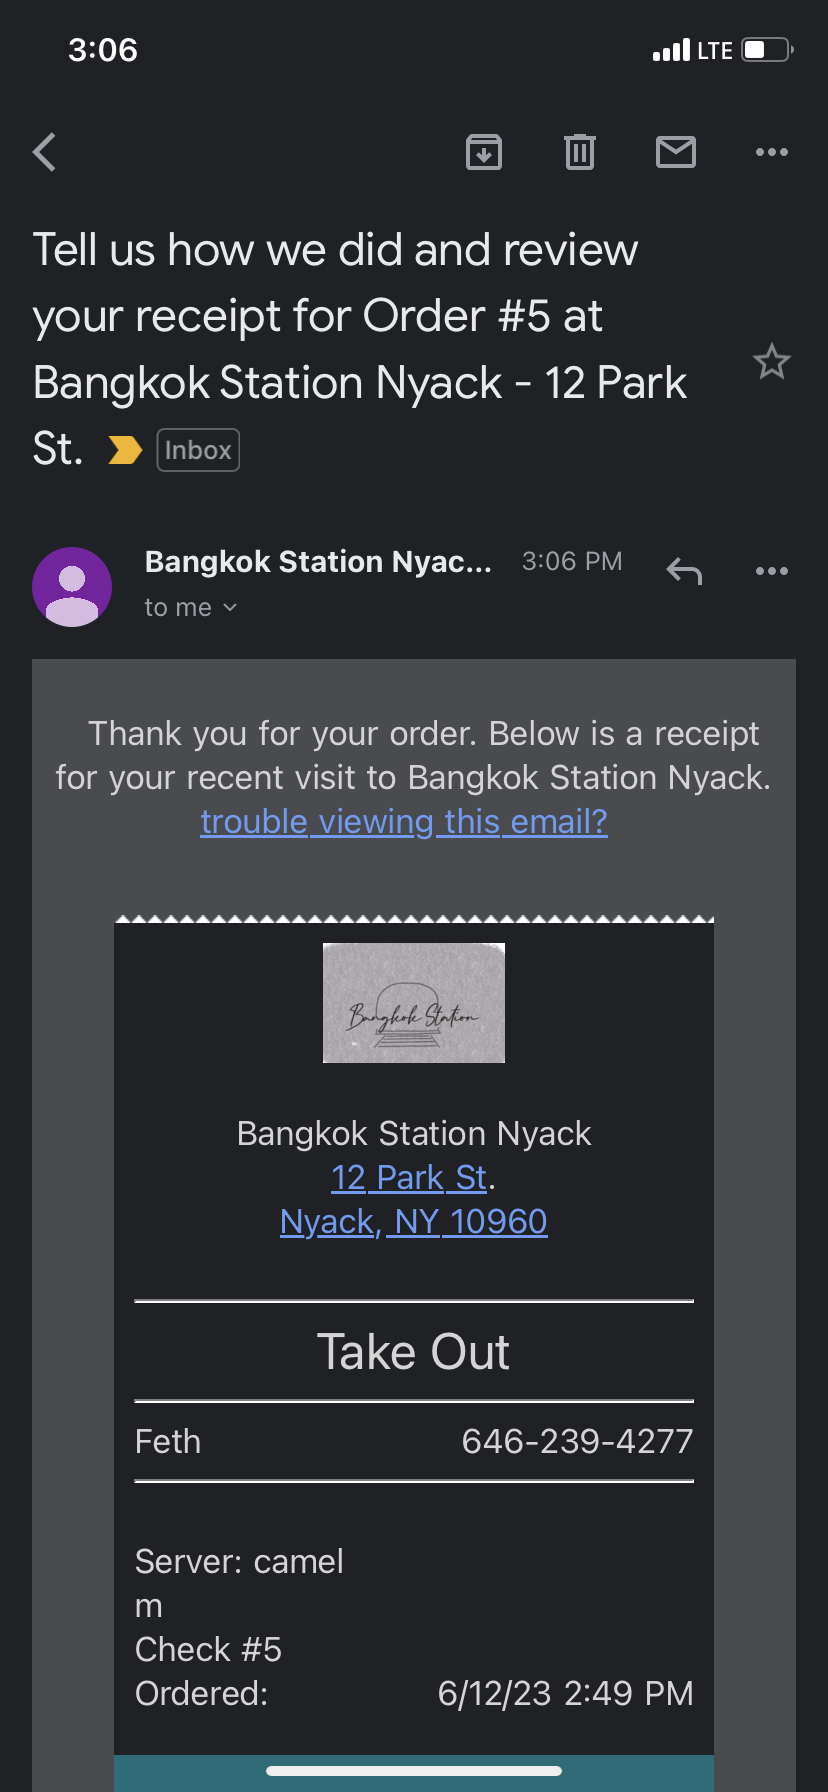 3:06
LTE
Tell us how we did and review
your receipt for Order #5 at
Bangkok Station Nyack - 12 Park
St.
Inbox
Bangkok Station Nyac... 3:06 PM
to me
Thank you for your order. Below is a receipt
for your recent visit to Bangkok Station Nyack.
trouble viewing this email?
Bangkok Station
Bangkok Station Nyack
12 Park St.
Nyack, NY 10960
Take Out
Feth 646-239-4277
Server: camel
m
Check #5
Ordered: 6/12/23 2:49 PM